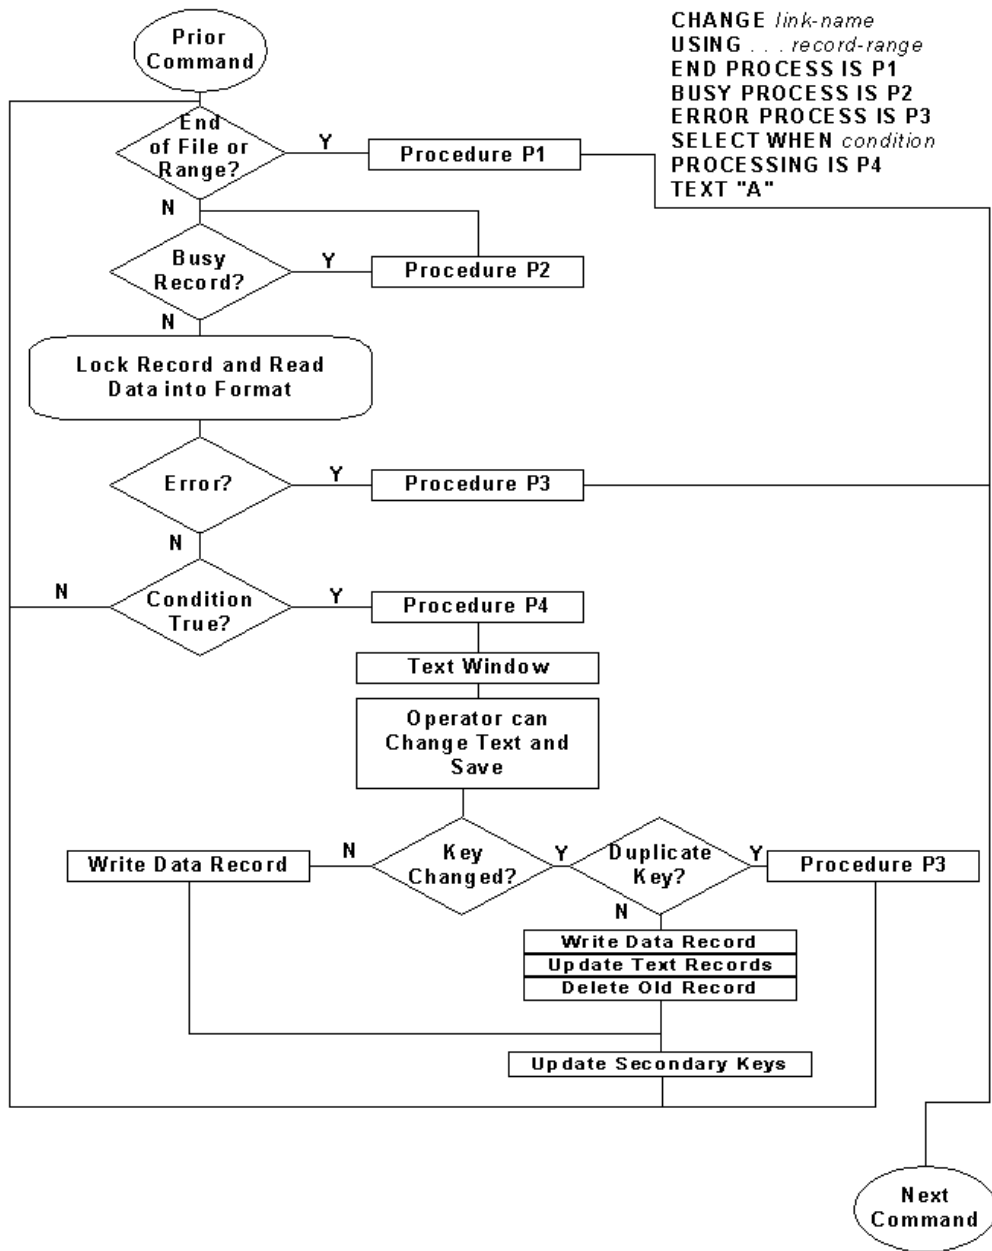 Prior
Command
CHANGE link-name
USING . . . record-range
END PROCESS IS P1
BUSY PROCESS IS P2
ERROR PROCESS IS P3
SELECT WHEN condition
PROCESSING IS P4
TEXT "A"
End
of File or
Range?
Y
Procedure P1
N
Busy
Record?
Y
Procedure P2
N
Lock Record and Read
Data into Format
Error?
Y
Procedure P3
N
N
Condition
True?
Y
Procedure P4
Text Window
Operator can
Change Text and
Save
Write Data Record
N
Key
Changed?
Y
Duplicate
Key?
Y
Procedure P3
N
Write Data Record
Update Text Records
Delete Old Record
Update Secondary Keys
Next
Command